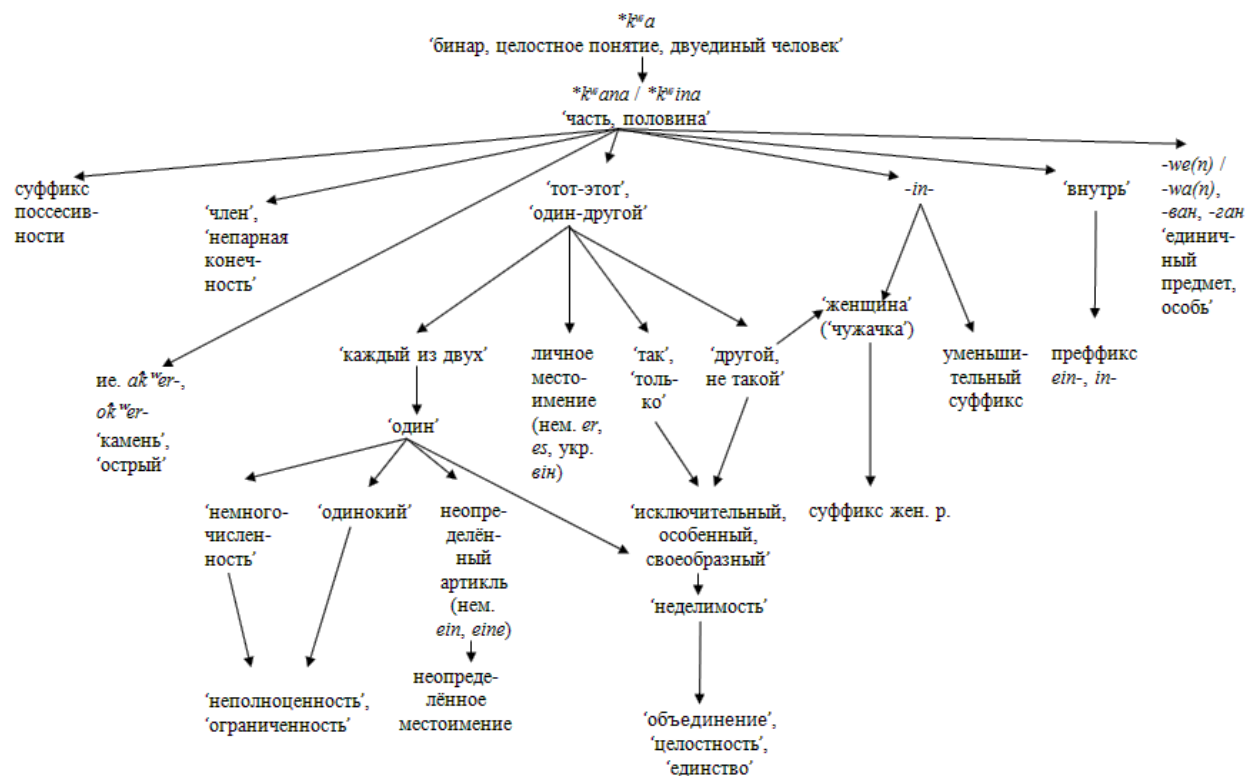 *kʷa
‘бинар, целостное понятие, двуединый человек’
*kʷana / *kʷina
‘часть, половина’
суффикс
поссесив-
ности
‘член’,
‘непарная
конеч-
ность’
‘тот-этот’,
‘один-другой’
-in-
‘внутрь’
-we(n) /
-wa(n),
-ван, -ган
‘единич-
ный
предмет,
особь’
ие. ak̂ʷer-,
ok̂ʷer-
‘камень’,
‘острый’
‘каждый из двух’
личное
место-
имение
(нем. er,
es, укр.
він)
‘так’,
‘толь-
ко’
‘другой,
не такой’
‘женщина’
(‘чужачка’)
уменьши-
тельный
суффикс
преффикс
ein-, in-
‘один’
‘немного-
числен-
ность’
‘одинокий’
неопре-
делён-
ный
артикль
(нем.
ein, eine)
‘исключительный,
особенный,
своеобразный’
суффикс жен. р.
‘неделимость’
‘неполноценность’,
‘ограниченность’
неопреде-
лённое
местоимение
‘объединение’,
‘целостность’,
‘единство’